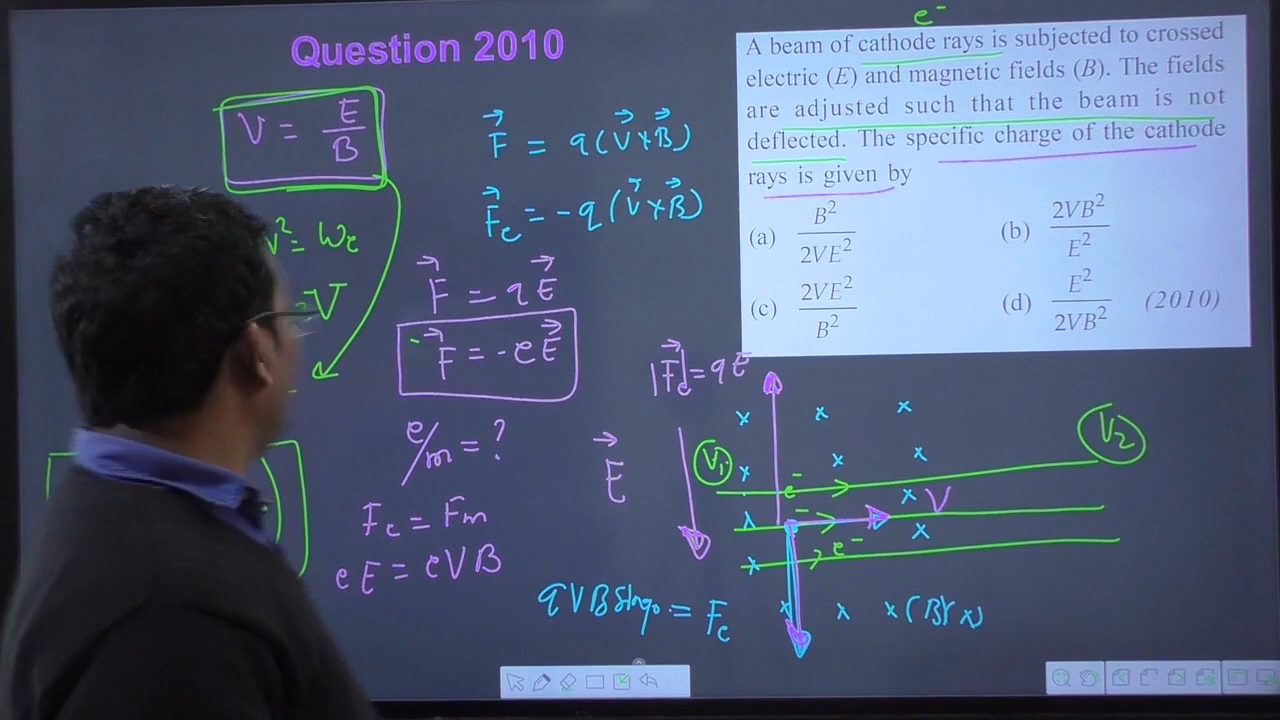 Question 2010
e⁻
A beam of cathode rays is subjected to crossed
electric (E) and magnetic fields (B). The fields
are adjusted such that the beam is not
deflected. The specific charge of the cathode
rays is given by
(a) B² / 2VE²
(b) 2VB² / E²
(c) 2VE² / B²
(d) E² / 2VB² (2010)
V = E / B
v² = We
= V
F⃗ = q(V⃗ × B⃗)
F⃗e = -q(V⃗ × B⃗)
F⃗ = qE⃗
F⃗ = -eE⃗
e/m = ?
Fe = Fm
eE = eVB
|F⃗e| = qE
E⃗
V₁
V₂
e⁻
V
e⁻
= Fe
(B)(x)